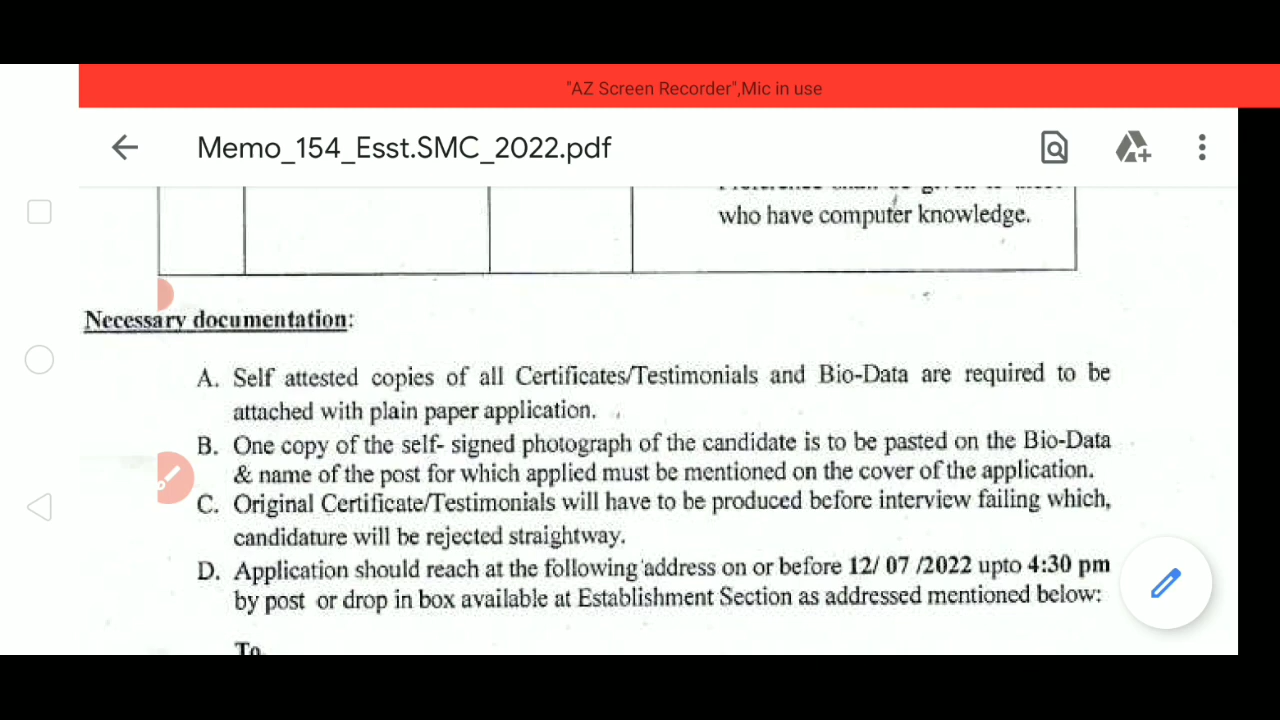 "AZ Screen Recorder",Mic in use
Memo_154_Esst.SMC_2022.pdf
who have computer knowledge.
Necessary documentation:
A. Self attested copies of all Certificates/Testimonials and Bio-Data are required to be
attached with plain paper application.
B. One copy of the self- signed photograph of the candidate is to be pasted on the Bio-Data
& name of the post for which applied must be mentioned on the cover of the application.
C. Original Certificate/Testimonials will have to be produced before interview failing which,
candidature will be rejected straightway.
D. Application should reach at the following address on or before 12/ 07 /2022 upto 4:30 pm
by post or drop in box available at Establishment Section as addressed mentioned below:
To